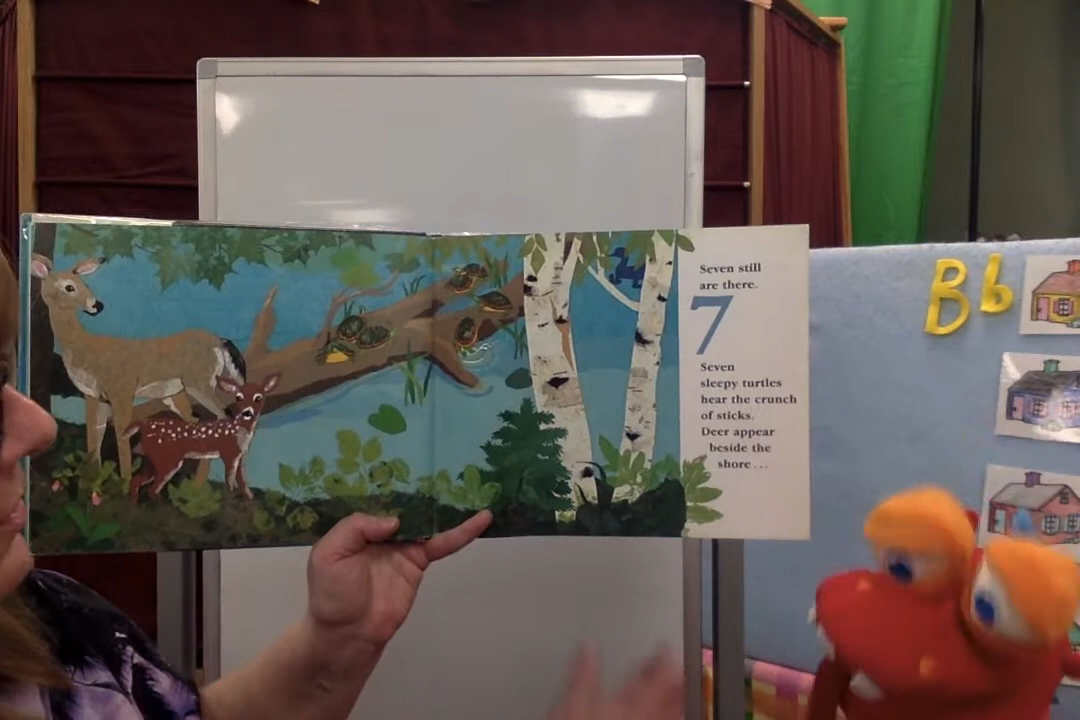 Seven still
are there.
7
Seven
sleepy turtles
hear the crunch
of sticks.
Deer appear
beside the
shore...
Bb